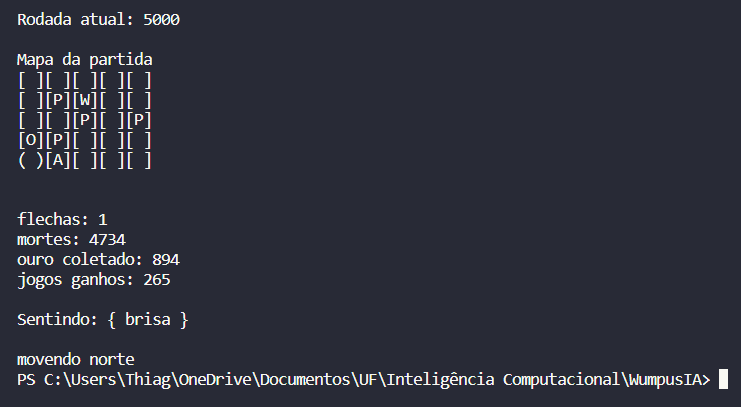 Rodada atual: 5000
Mapa da partida
[ ][ ][ ][ ][ ]
[ ][P][W][ ][ ]
[ ][ ][P][ ][P]
[O][P][ ][ ][ ]
( )[A][ ][ ][ ]
flechas: 1
mortes: 4734
ouro coletado: 894
jogos ganhos: 265
Sentindo: { brisa }
movendo norte
PS C:\Users\Thiag\OneDrive\Documentos\UF\Inteligência Computacional\WumpusIA>